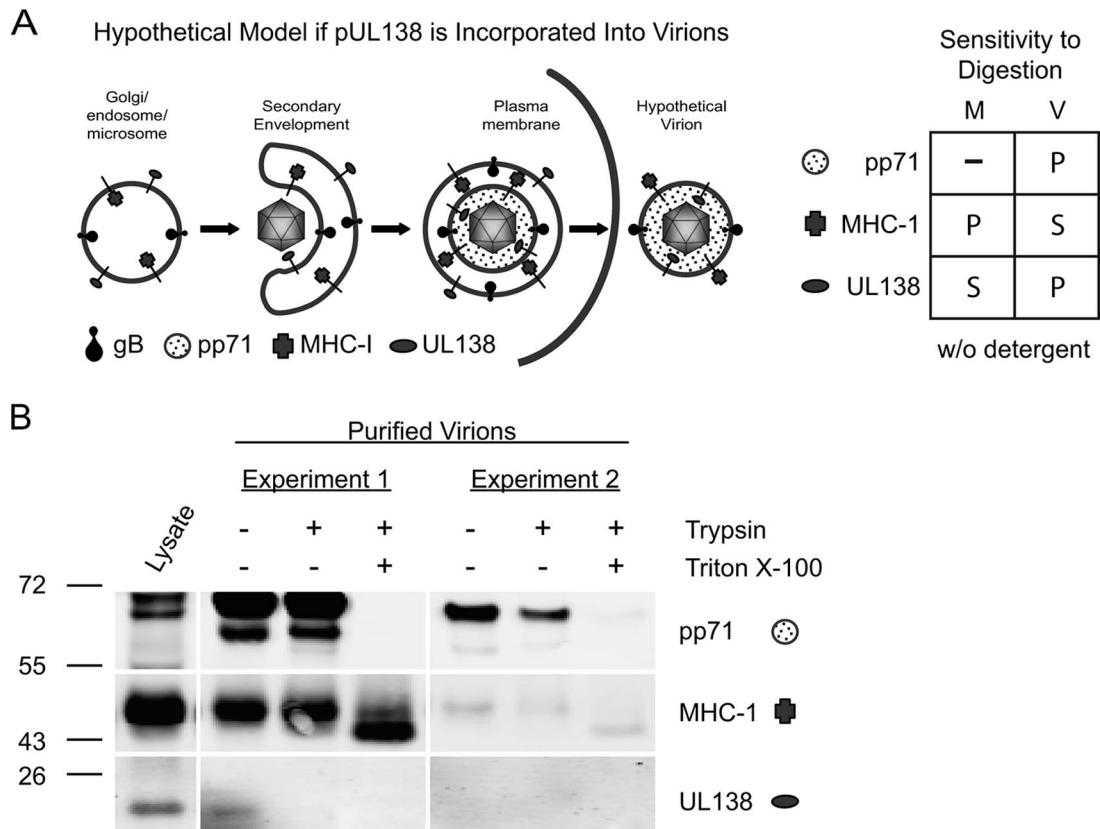 A
Hypothetical Model if pUL138 is Incorporated Into Virions
Golgi/
endosome/
microsome
Secondary
Envelopment
Plasma
membrane
Hypothetical
Virion
gB pp71 MHC-I UL138
Sensitivity to
Digestion
M V
pp71 – P
MHC-1 P S
UL138 S P
w/o detergent
B
Purified Virions
Experiment 1 Experiment 2
Lysate
- + + - + + Trypsin
- - + - - + Triton X-100
72
55
43
26
pp71
MHC-1
UL138